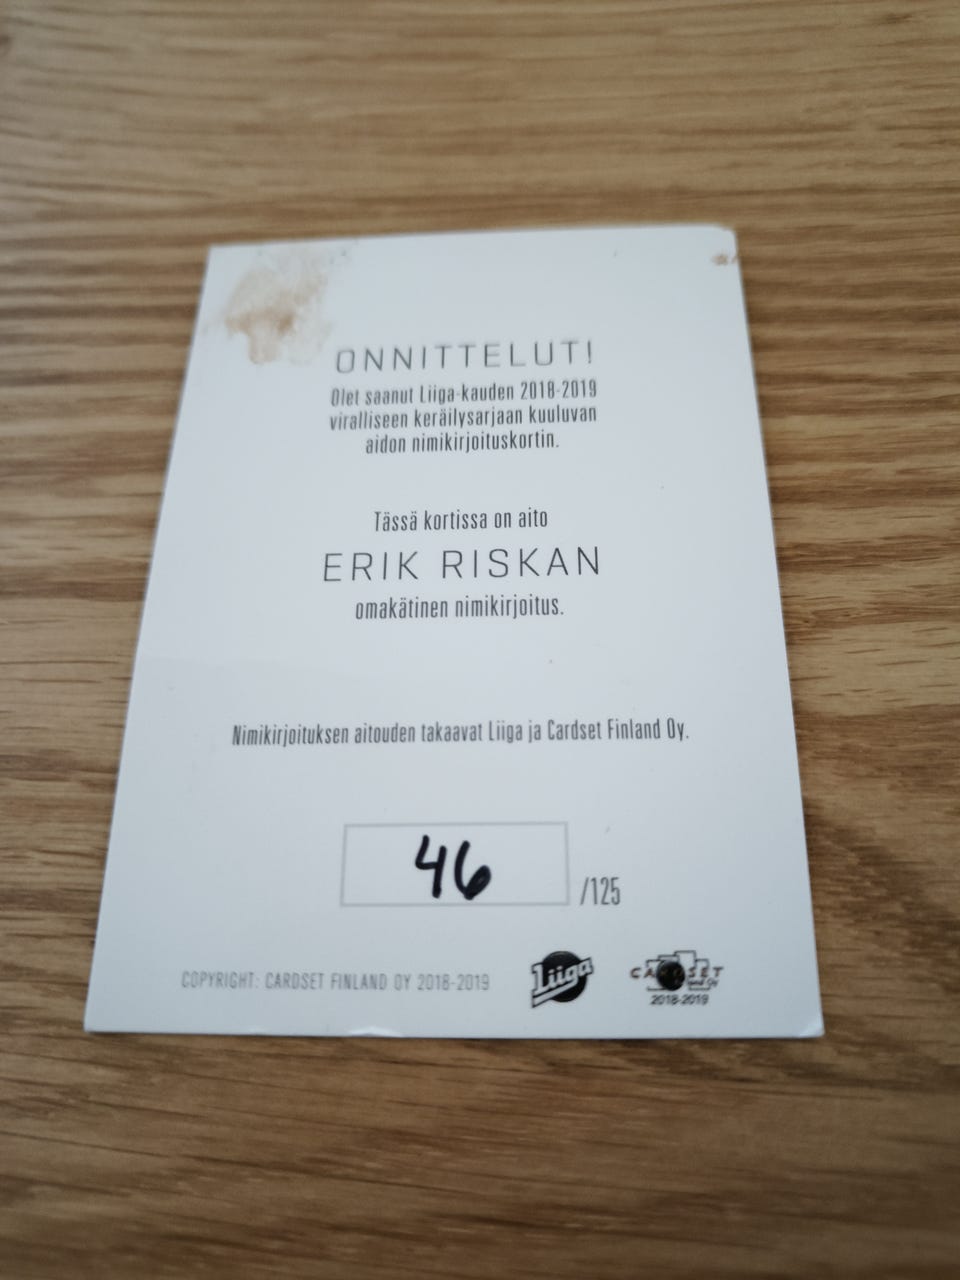 ONNITTELUT!
Olet saanut Liiga-kauden 2018-2019
viralliseen keräilysarjaan kuuluvan
aidon nimikirjoituskortin.
Tässä kortissa on aito
ERIK RISKAN
omakätinen nimikirjoitus.
Nimikirjoituksen aitouden takaavat Liiga ja Cardset Finland Oy.
46 /125
COPYRIGHT: CARDSET FINLAND OY 2018-2019
Liiga
CARDSET
Oy
2018-2019